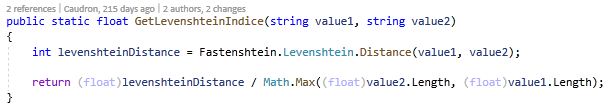 2 references | Caudron, 215 days ago | 2 authors, 2 changes
public static float GetLevenshteinIndice(string value1, string value2)
{
int levenshteinDistance = Fastenshtein.Levenshtein.Distance(value1, value2);
return (float)levenshteinDistance / Math.Max((float)value2.Length, (float)value1.Length);
}